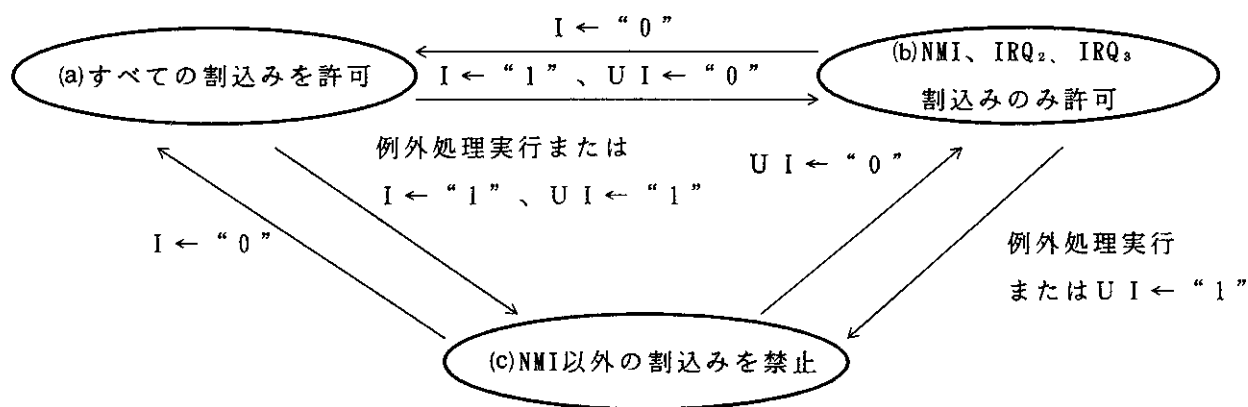 I ← “0”
(a)すべての割込みを許可
I ← “1”、UI ← “0”
(b)NMI、IRQ₂、IRQ₃
割込みのみ許可
例外処理実行または
I ← “1”、UI ← “1”
UI ← “0”
I ← “0”
例外処理実行
またはUI ← “1”
(c)NMI以外の割込みを禁止